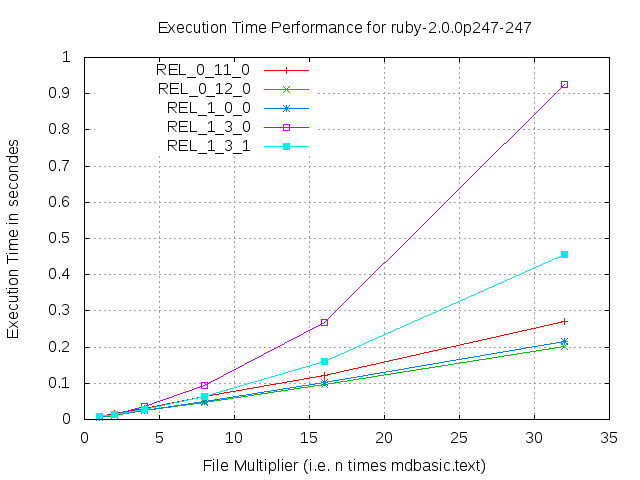 Execution Time Performance for ruby-2.0.0p247-247
1
0.9
0.8
0.7
0.6
0.5
0.4
0.3
0.2
0.1
0
Execution Time in secondes
REL_0_11_0
REL_0_12_0
REL_1_0_0
REL_1_3_0
REL_1_3_1
0 5 10 15 20 25 30 35
File Multiplier (i.e. n times mdbasic.text)